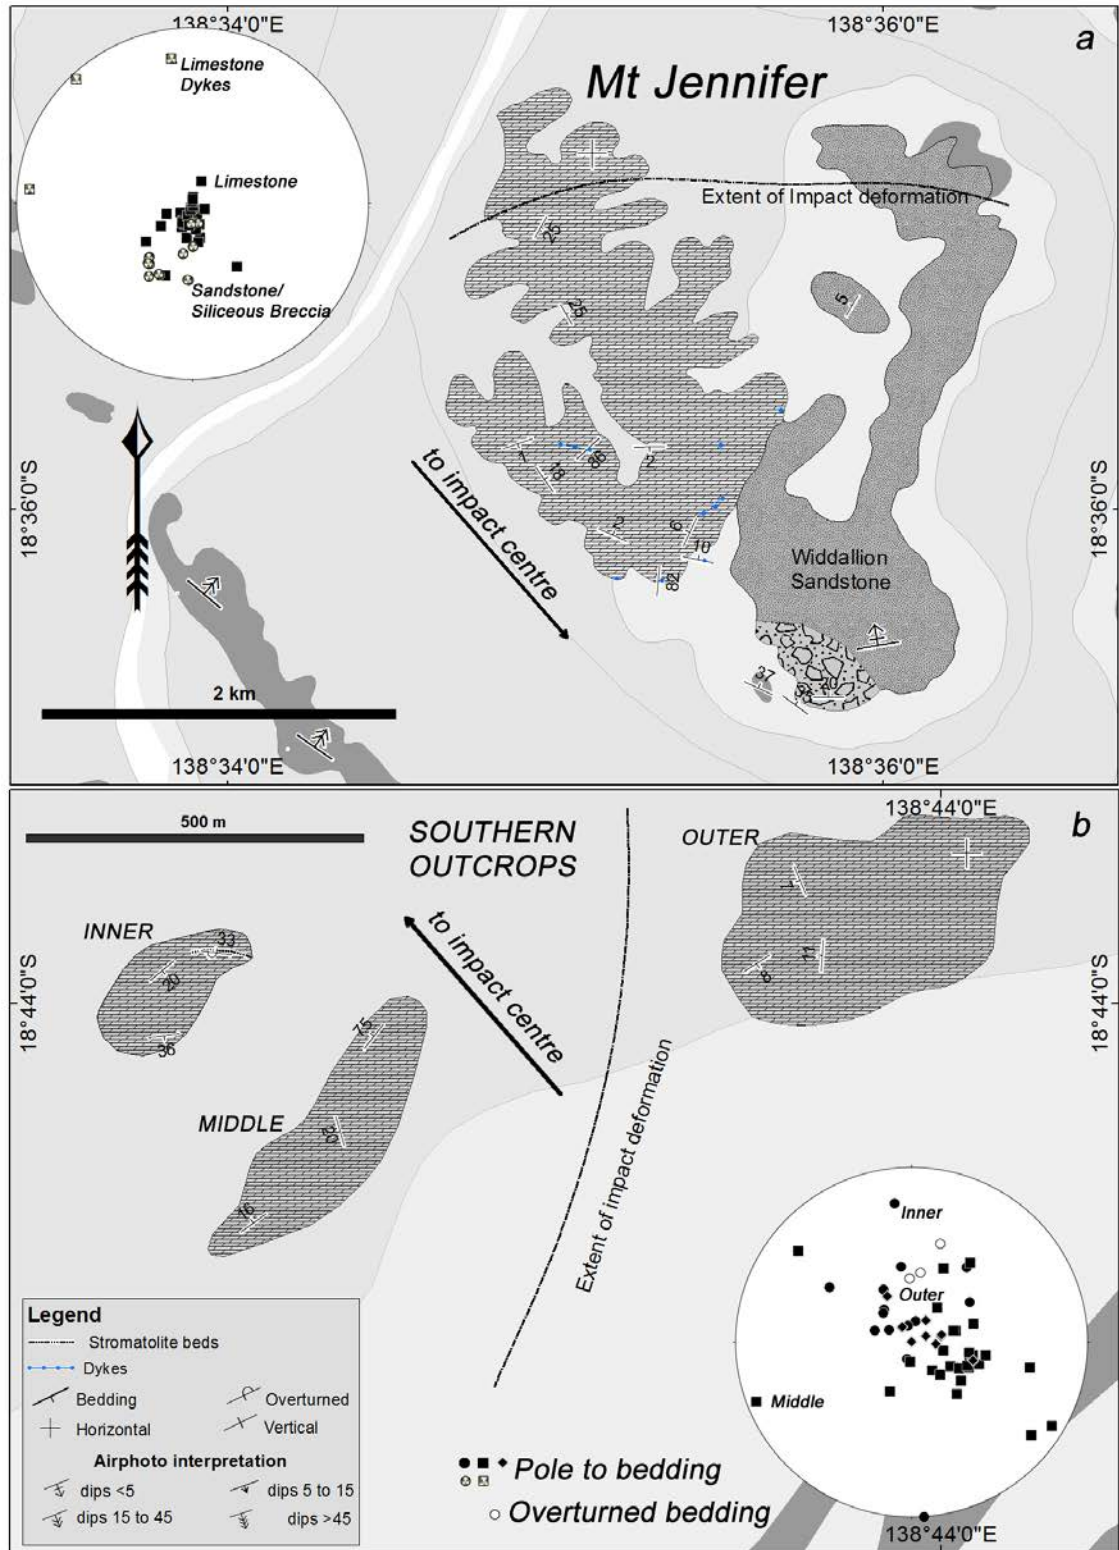 138°34'0"E
138°36'0"E
a
Limestone
Dykes
Mt Jennifer
Limestone
Extent of Impact deformation
25
Sandstone/
Siliceous Breccia
5
25
to impact centre
1
18
86
2
18°36'0"S
18°36'0"S
2
6
10
82
Widdallion
Sandstone
37
35
20
2 km
138°34'0"E
138°36'0"E
138°44'0"E
b
500 m
SOUTHERN
OUTCROPS
OUTER
7
to impact centre
INNER
33
20
11
8
18°44'0"S
18°44'0"S
36
75
Extent of impact deformation
MIDDLE
20
16
Inner
Outer
Middle
Legend
Stromatolite beds
Dykes
Bedding
Overturned
Horizontal
Vertical
Airphoto interpretation
dips <5
dips 5 to 15
dips 15 to 45
dips >45
Pole to bedding
Overturned bedding
138°44'0"E